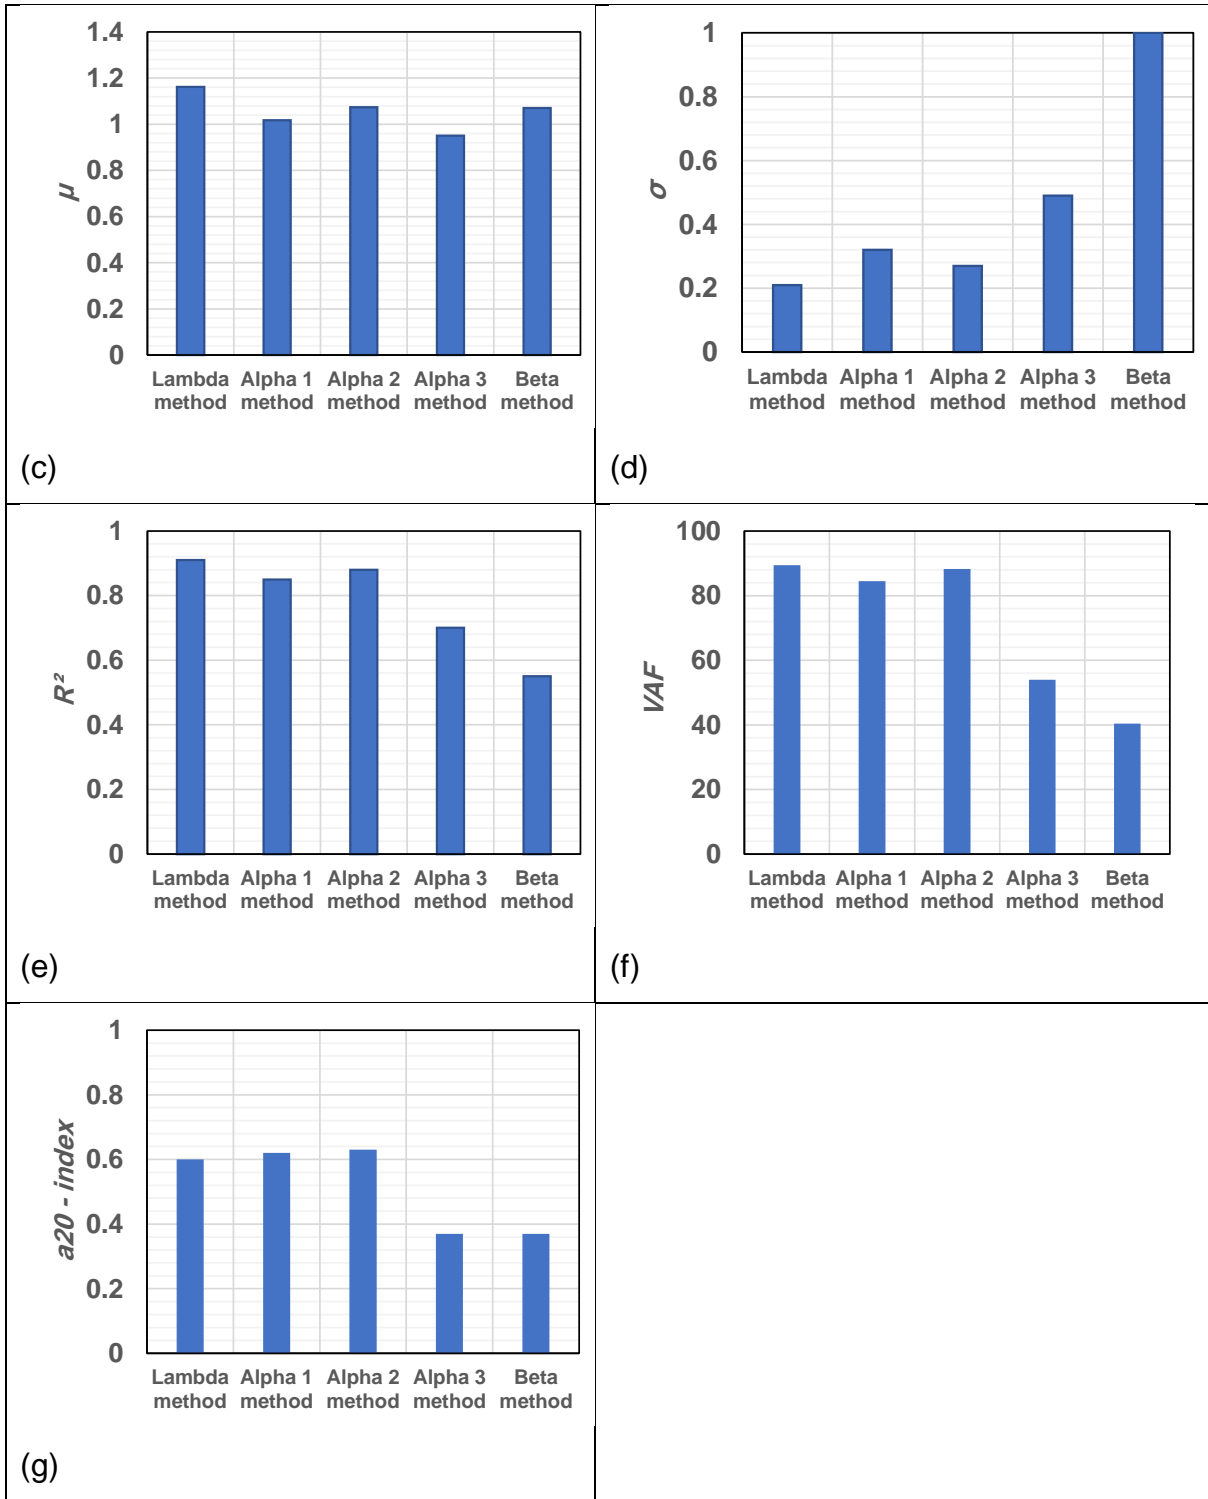 1.4
1.2
1
0.8
0.6
0.4
0.2
0
μ
Lambda method
Alpha 1 method
Alpha 2 method
Alpha 3 method
Beta method
(c)
1
0.8
0.6
0.4
0.2
0
σ
Lambda method
Alpha 1 method
Alpha 2 method
Alpha 3 method
Beta method
(d)
1
0.8
0.6
0.4
0.2
0
R²
Lambda method
Alpha 1 method
Alpha 2 method
Alpha 3 method
Beta method
(e)
100
80
60
40
20
0
VAF
Lambda method
Alpha 1 method
Alpha 2 method
Alpha 3 method
Beta method
(f)
1
0.8
0.6
0.4
0.2
0
a20 - index
Lambda method
Alpha 1 method
Alpha 2 method
Alpha 3 method
Beta method
(g)